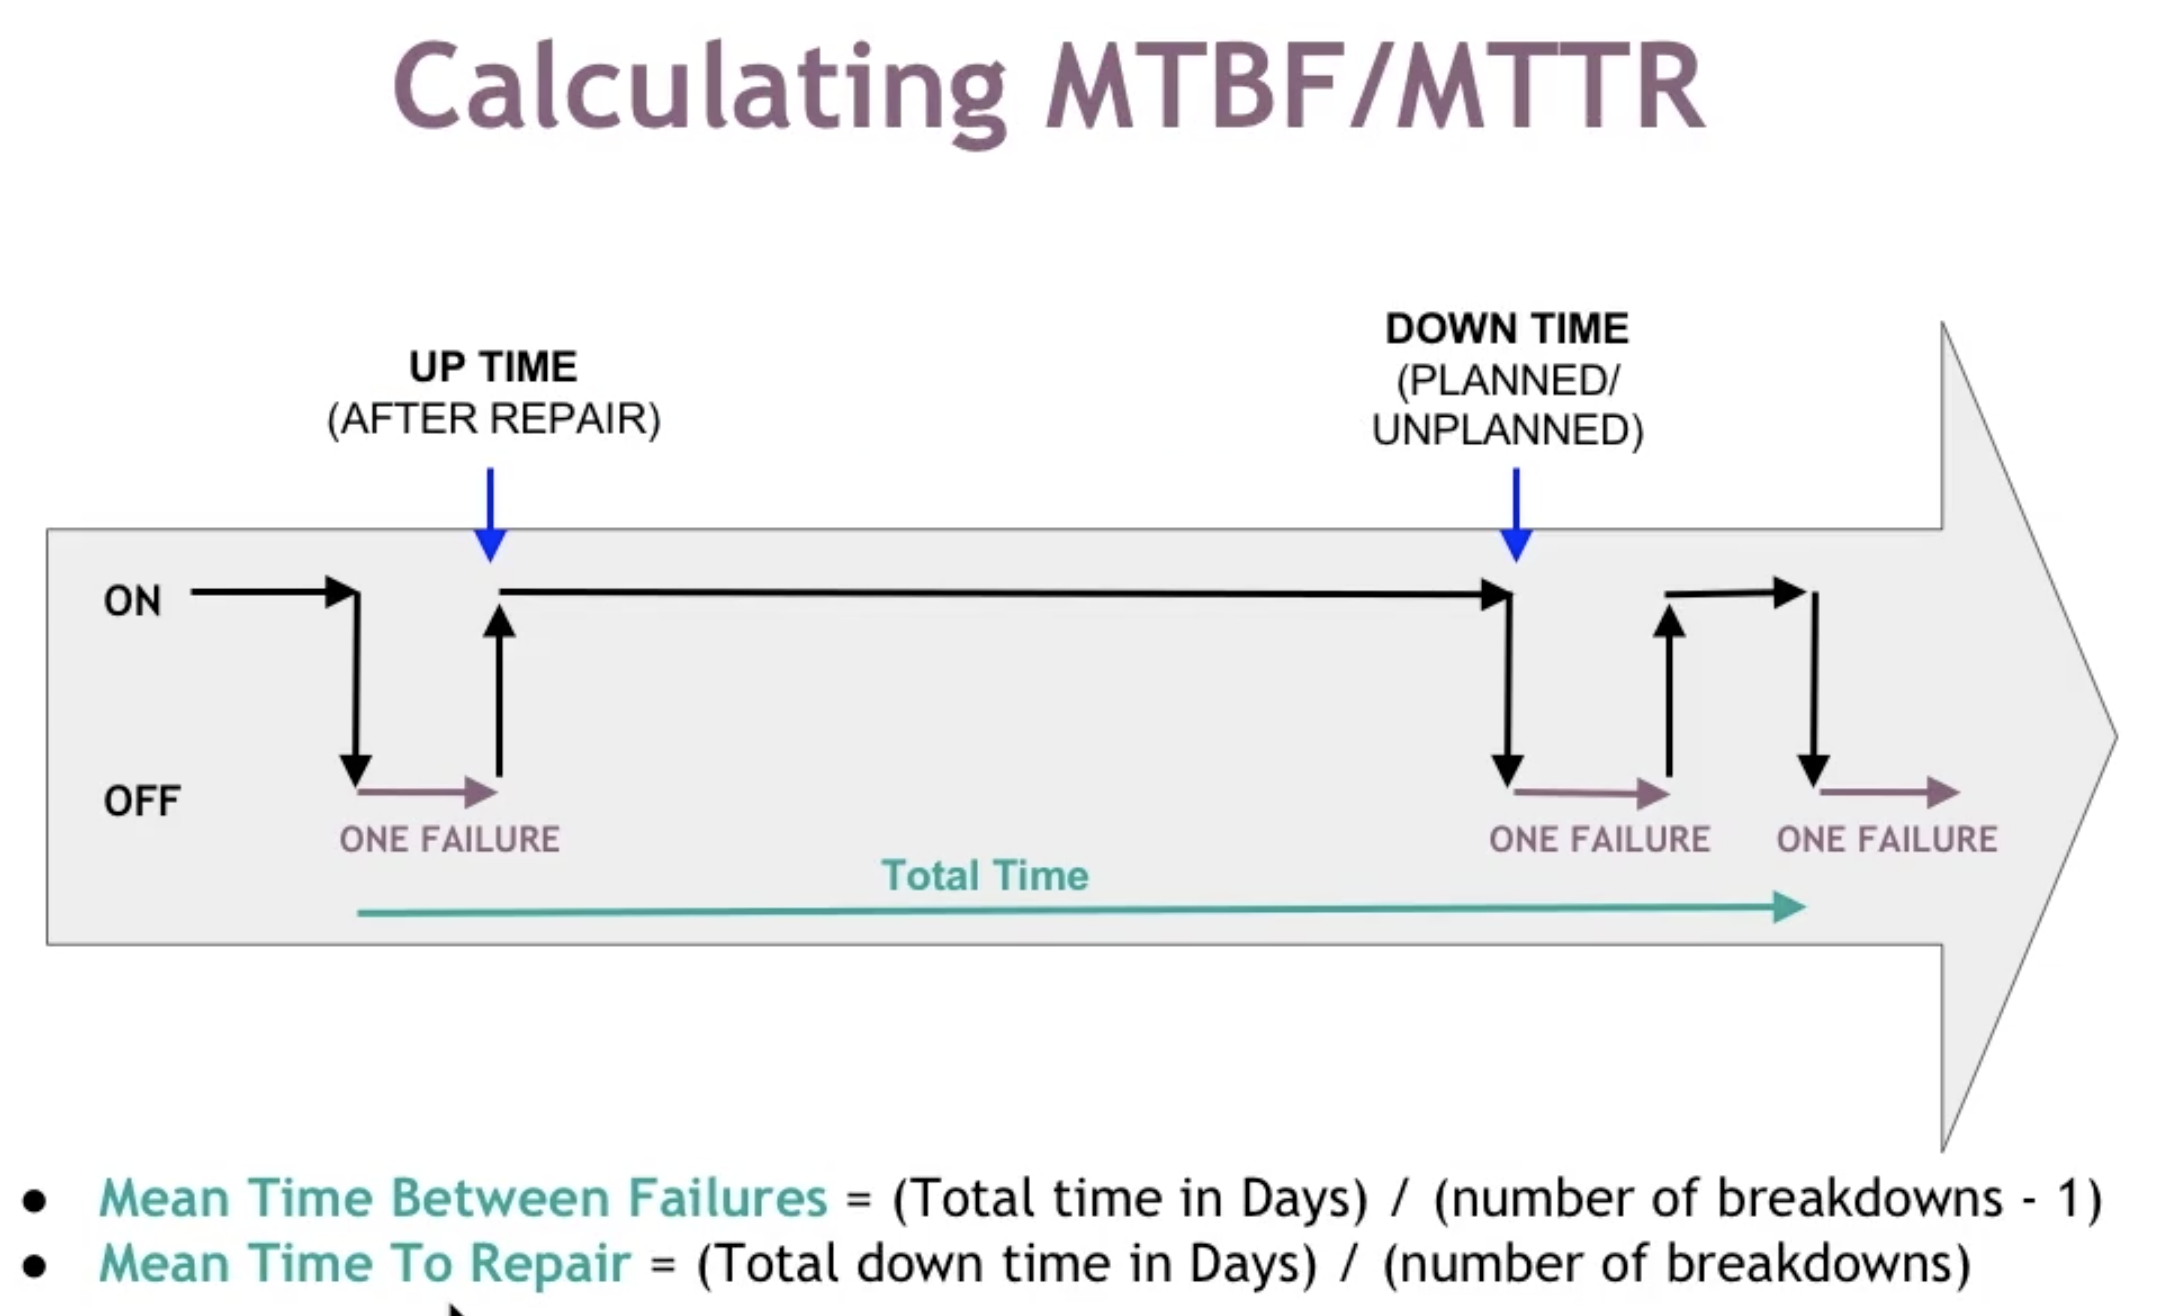 Calculating MTBF/MTTR
UP TIME
(AFTER REPAIR)
DOWN TIME
(PLANNED/
UNPLANNED)
ON
OFF
ONE FAILURE
ONE FAILURE
ONE FAILURE
Total Time
● Mean Time Between Failures = (Total time in Days) / (number of breakdowns - 1)
● Mean Time To Repair = (Total down time in Days) / (number of breakdowns)